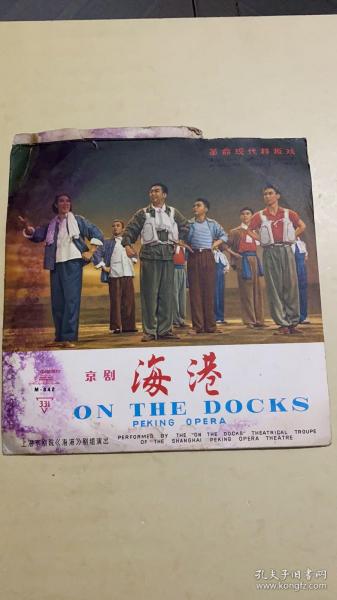 革命现代样板戏
京剧
海港
M-842
33⅓
ON THE DOCKS
PEKING OPERA
上海京剧院《海港》剧组演出
PERFORMED BY THE "ON THE DOCKS" THEATRICAL TROUPE
OF THE SHANGHAI PEKING OPERA THEATRE
孔夫子旧书网
www.kongfz.com